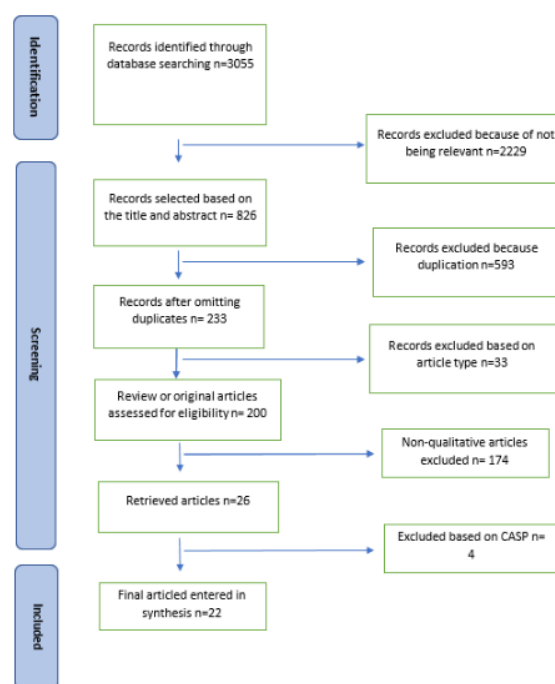 Identification
Records identified through
database searching n=3055
Records excluded because of not
being relevant n=2229
Screening
Records selected based on
the title and abstract n= 826
Records excluded because
duplication n=593
Records after omitting
duplicates n= 233
Records excluded based on
article type n=33
Review or original articles
assessed for eligibility n= 200
Non-qualitative articles
excluded n= 174
Retrieved articles n=26
Excluded based on CASP n=
4
Included
Final articled entered in
synthesis n=22